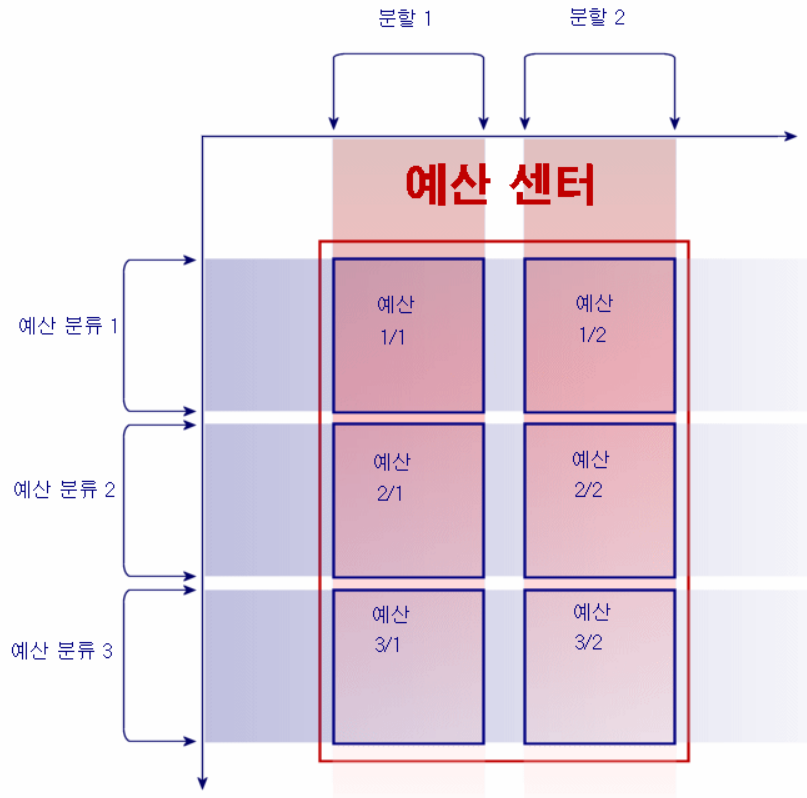 분할 1
분할 2
예산 센터
예산 분류 1
예산
1/1
예산
1/2
예산 분류 2
예산
2/1
예산
2/2
예산 분류 3
예산
3/1
예산
3/2